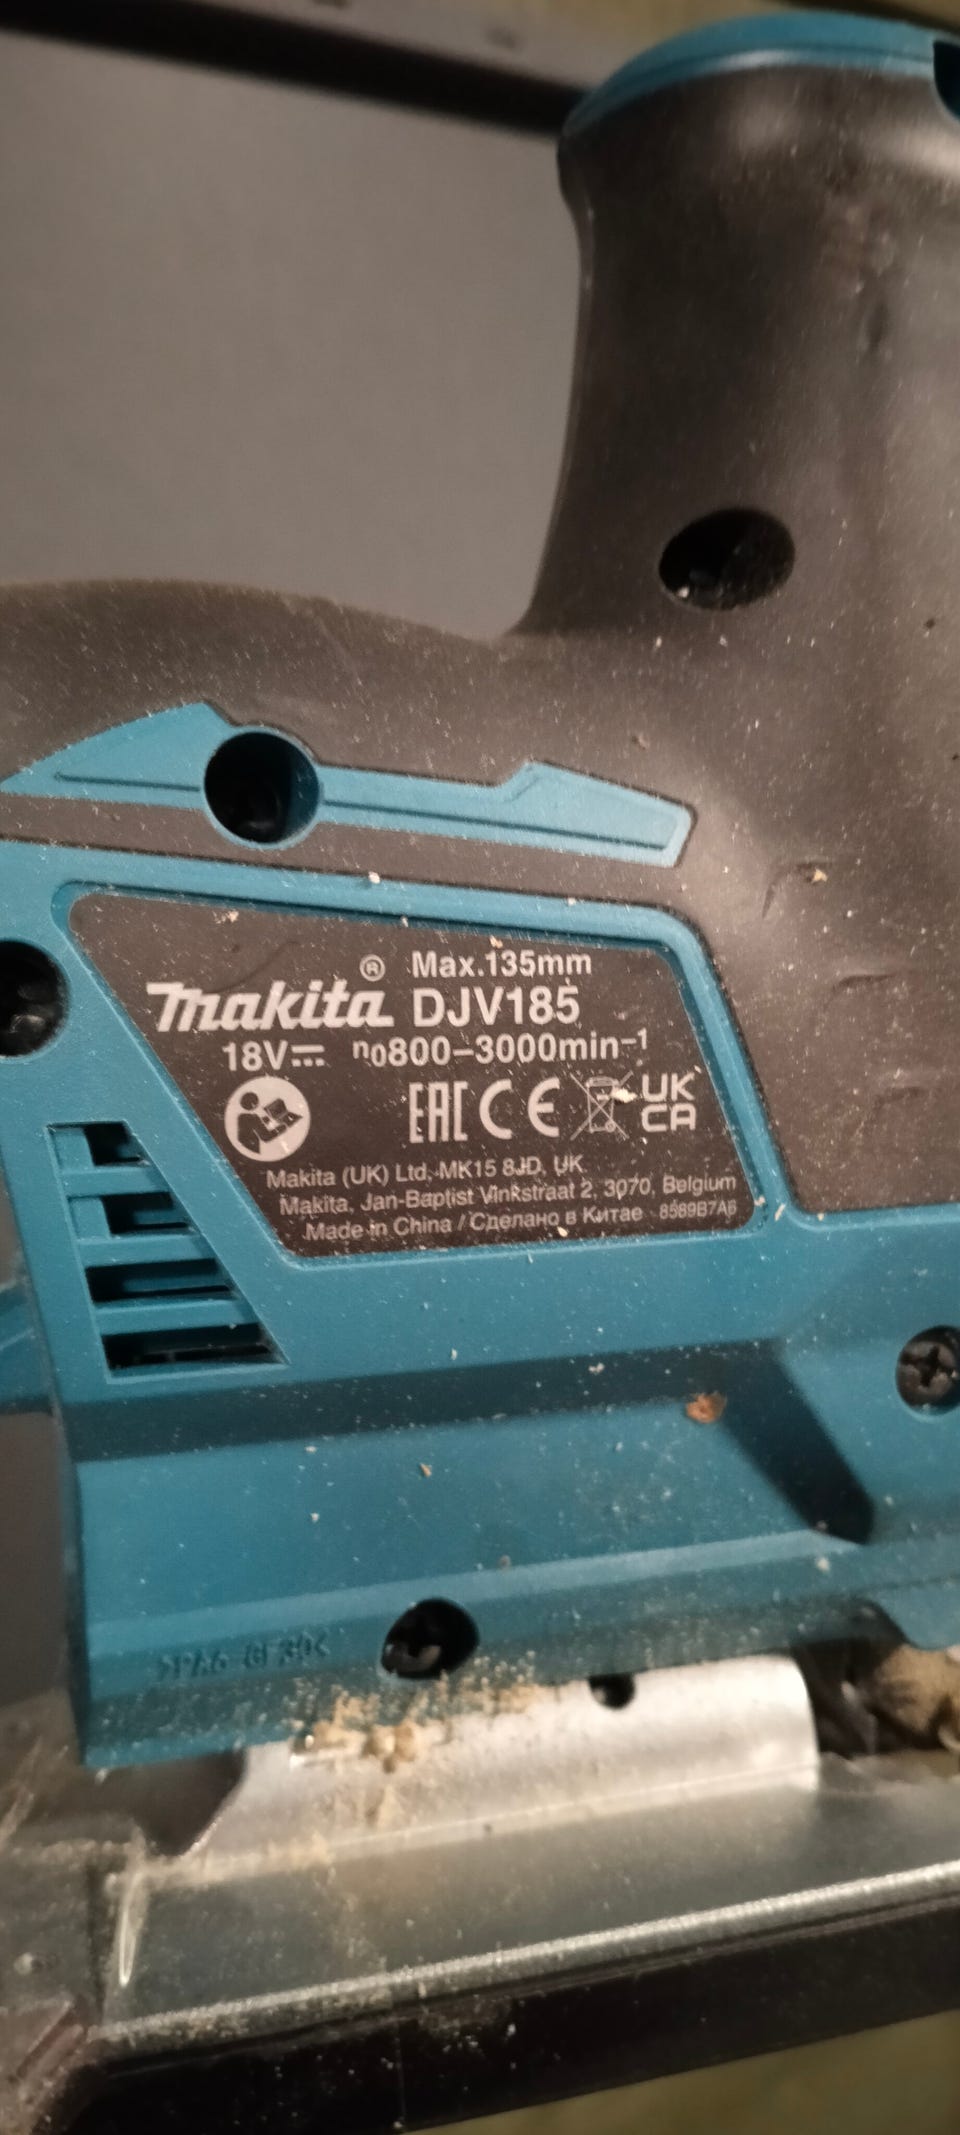 Max.135mm
makita® DJV185
18V⎓ n₀800–3000min⁻¹
EAC CE UK
CA
Makita (UK) Ltd, MK15 8JD, UK
Makita, Jan-Baptist Vinkstraat 2, 3070, Belgium
Made in China / Сделано в Китае 8589B7A6